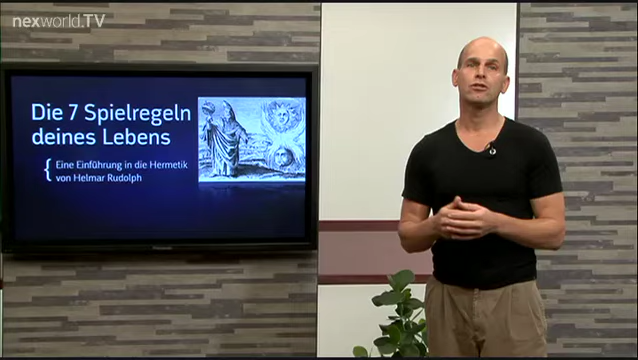 nexworld.TV
Die 7 Spielregeln
deines Lebens
{ Eine Einführung in die Hermetik
von Helmar Rudolph